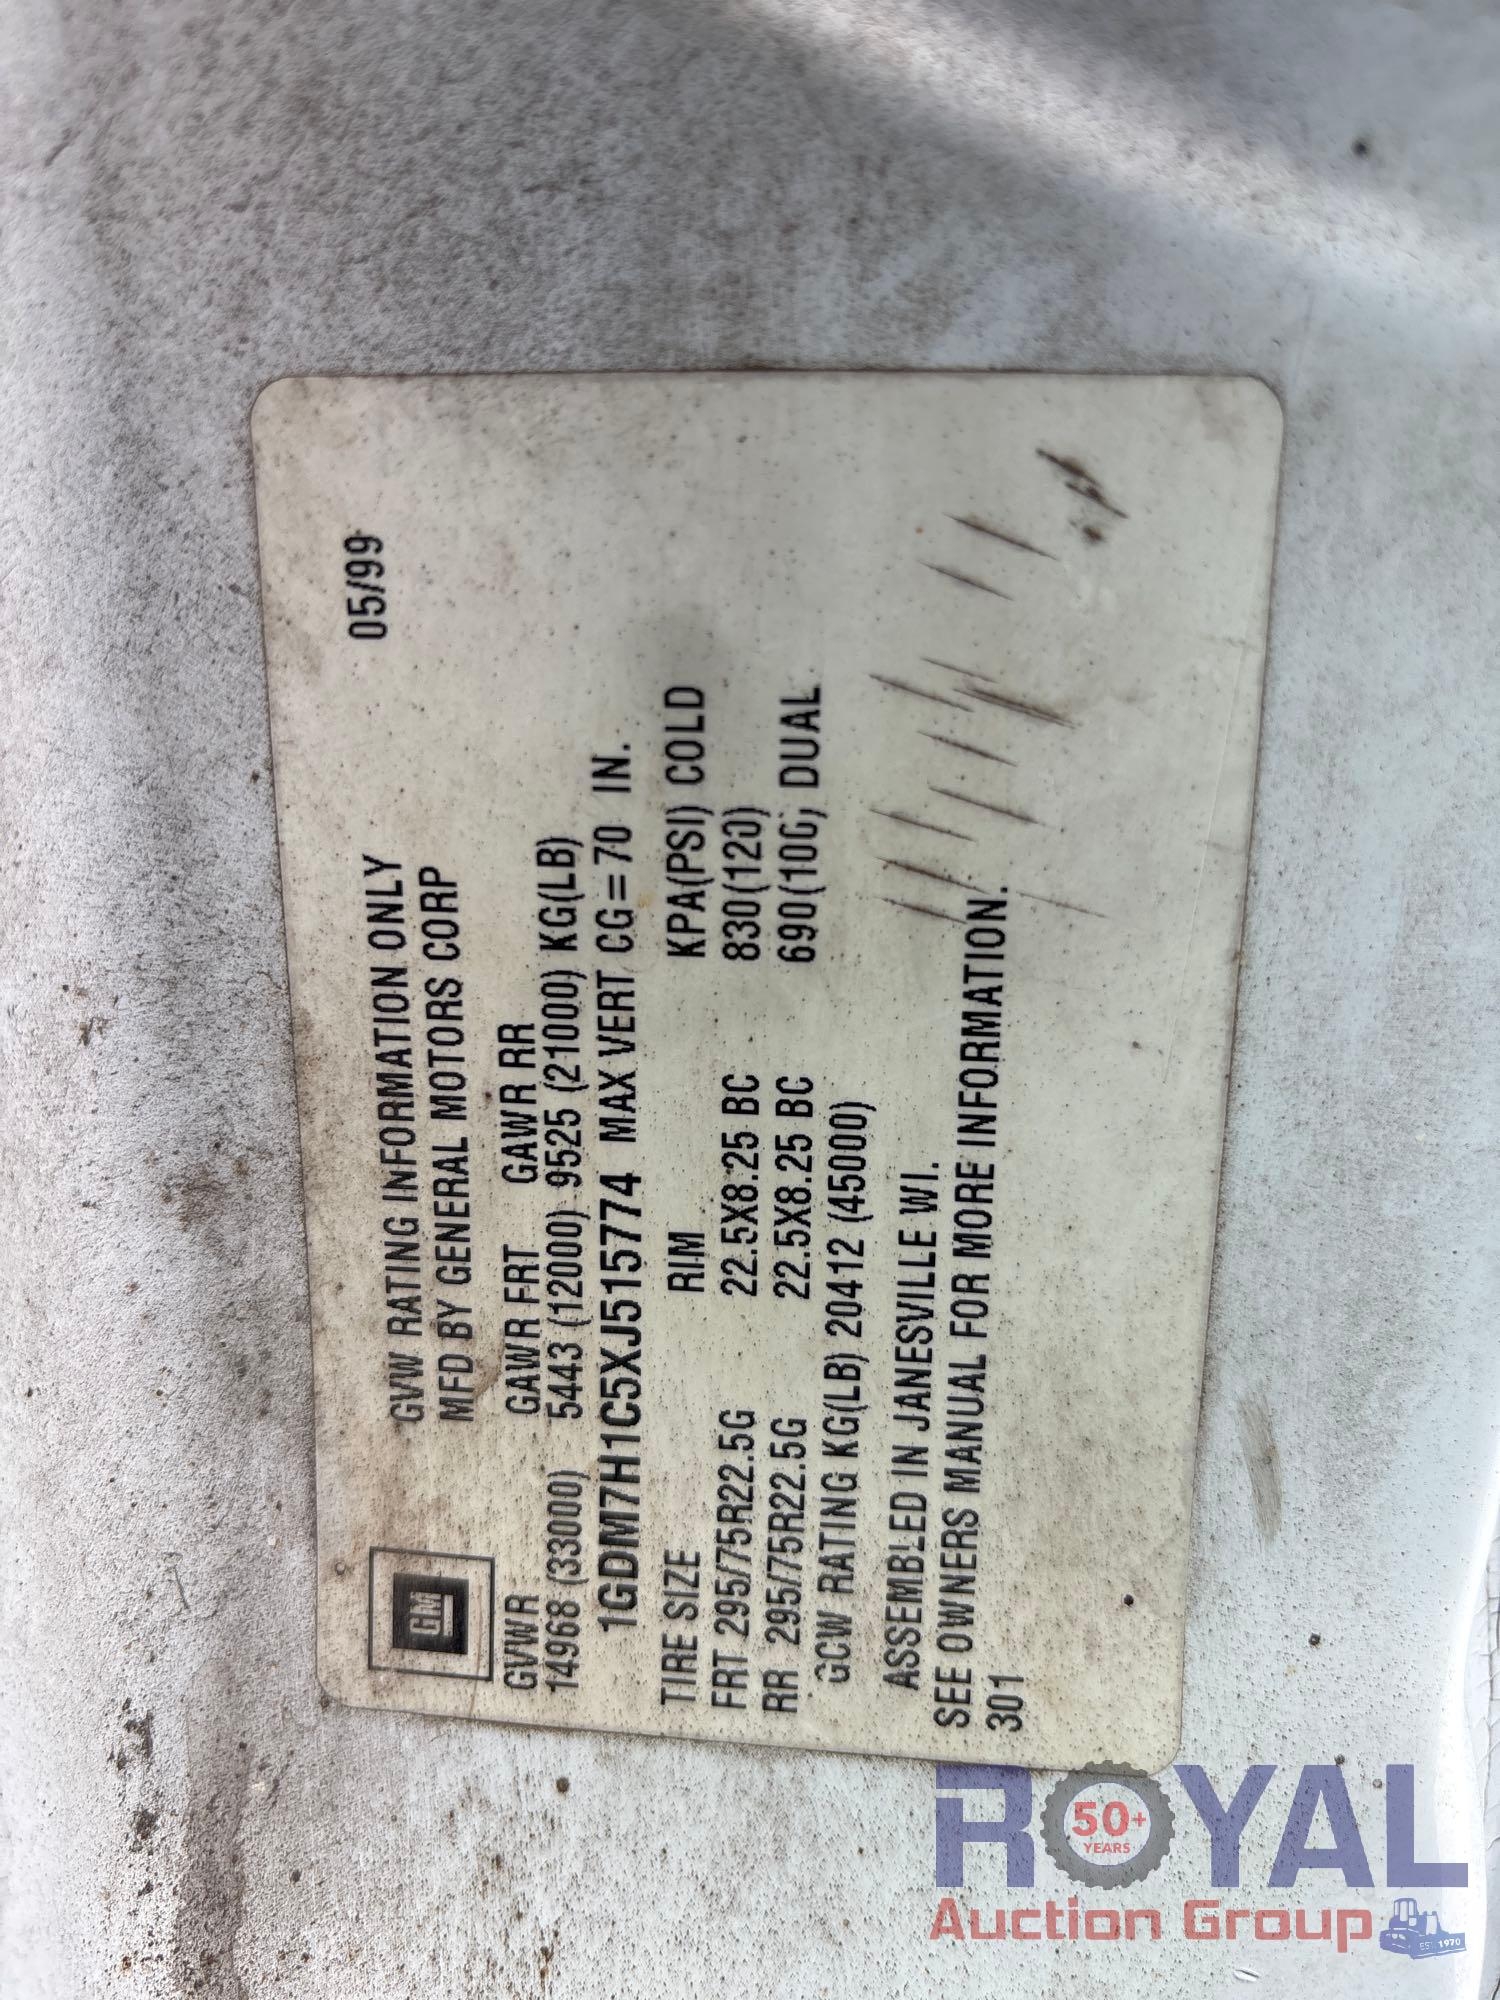 05/99
GVW RATING INFORMATION ONLY
MFD BY GENERAL MOTORS CORP
GM
GVWR GAWR FRT GAWR RR
14968 (33000) 5443 (12000) 9525 (21000) KG(LB)
1GDM7H1C5XJ515774 MAX VERT CG=70 IN.
TIRE SIZE RIM KPA(PSI) COLD
FRT 295/75R22.5G 22.5X8.25 BC 830(120)
RR 295/75R22.5G 22.5X8.25 BC 690(100) DUAL
GCW RATING KG(LB) 20412 (45000)
ASSEMBLED IN JANESVILLE WI.
SEE OWNERS MANUAL FOR MORE INFORMATION.
301
ROYAL
50+
YEARS
Auction Group
EST. 1970